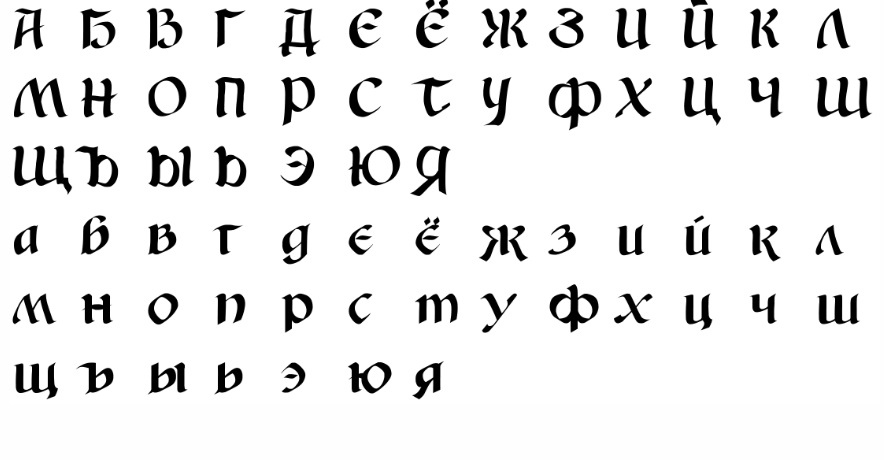 А Б В Г Д Е Ё Ж З И Й К Л
М Н О П Р С Т У Ф Х Ц Ч Ш
Щ Ъ Ы Ь Э Ю Я
а б в г д е ё ж з и й к л
м н о п р с т у ф х ц ч ш
щ ъ ы ь э ю я